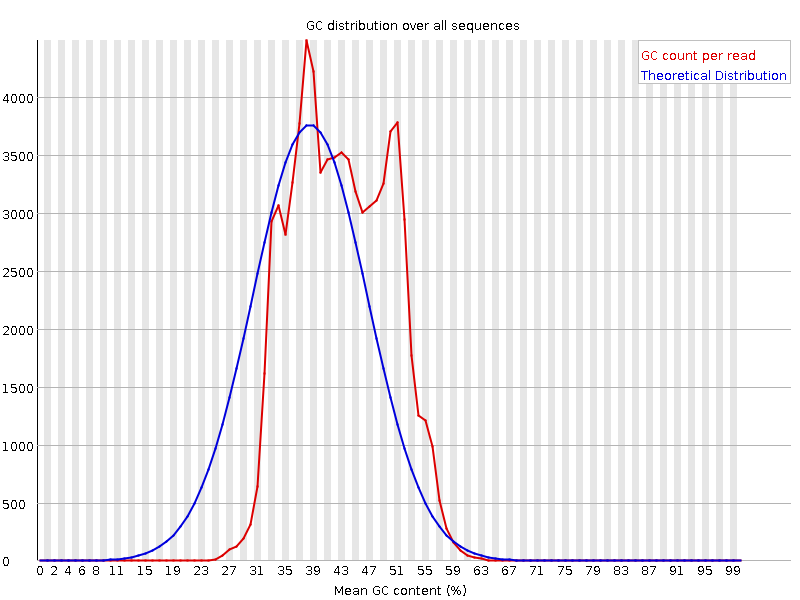 GC distribution over all sequences
GC count per read
Theoretical Distribution
4000
3500
3000
2500
2000
1500
1000
500
0
0 2 4 6 8 11 15 19 23 27 31 35 39 43 47 51 55 59 63 67 71 75 79 83 87 91 95 99
Mean GC content (%)